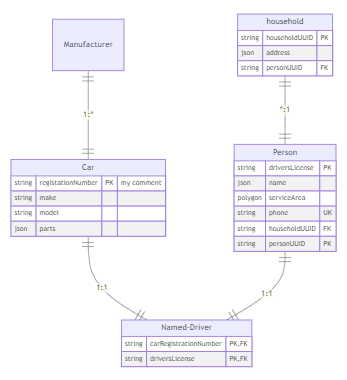 household
string householdUUID PK
json address
string personUUID FK
Manufacturer
1:*
*:1
Car
string registationNumber PK my comment
string make
string model
json parts
Person
string driversLicense PK
json name
polygon serviceArea
string phone UK
string householdUUID FK
string personUUID PK
1:1
1:1
Named-Driver
string carRegistrationNumber PK,FK
string driversLicense PK,FK